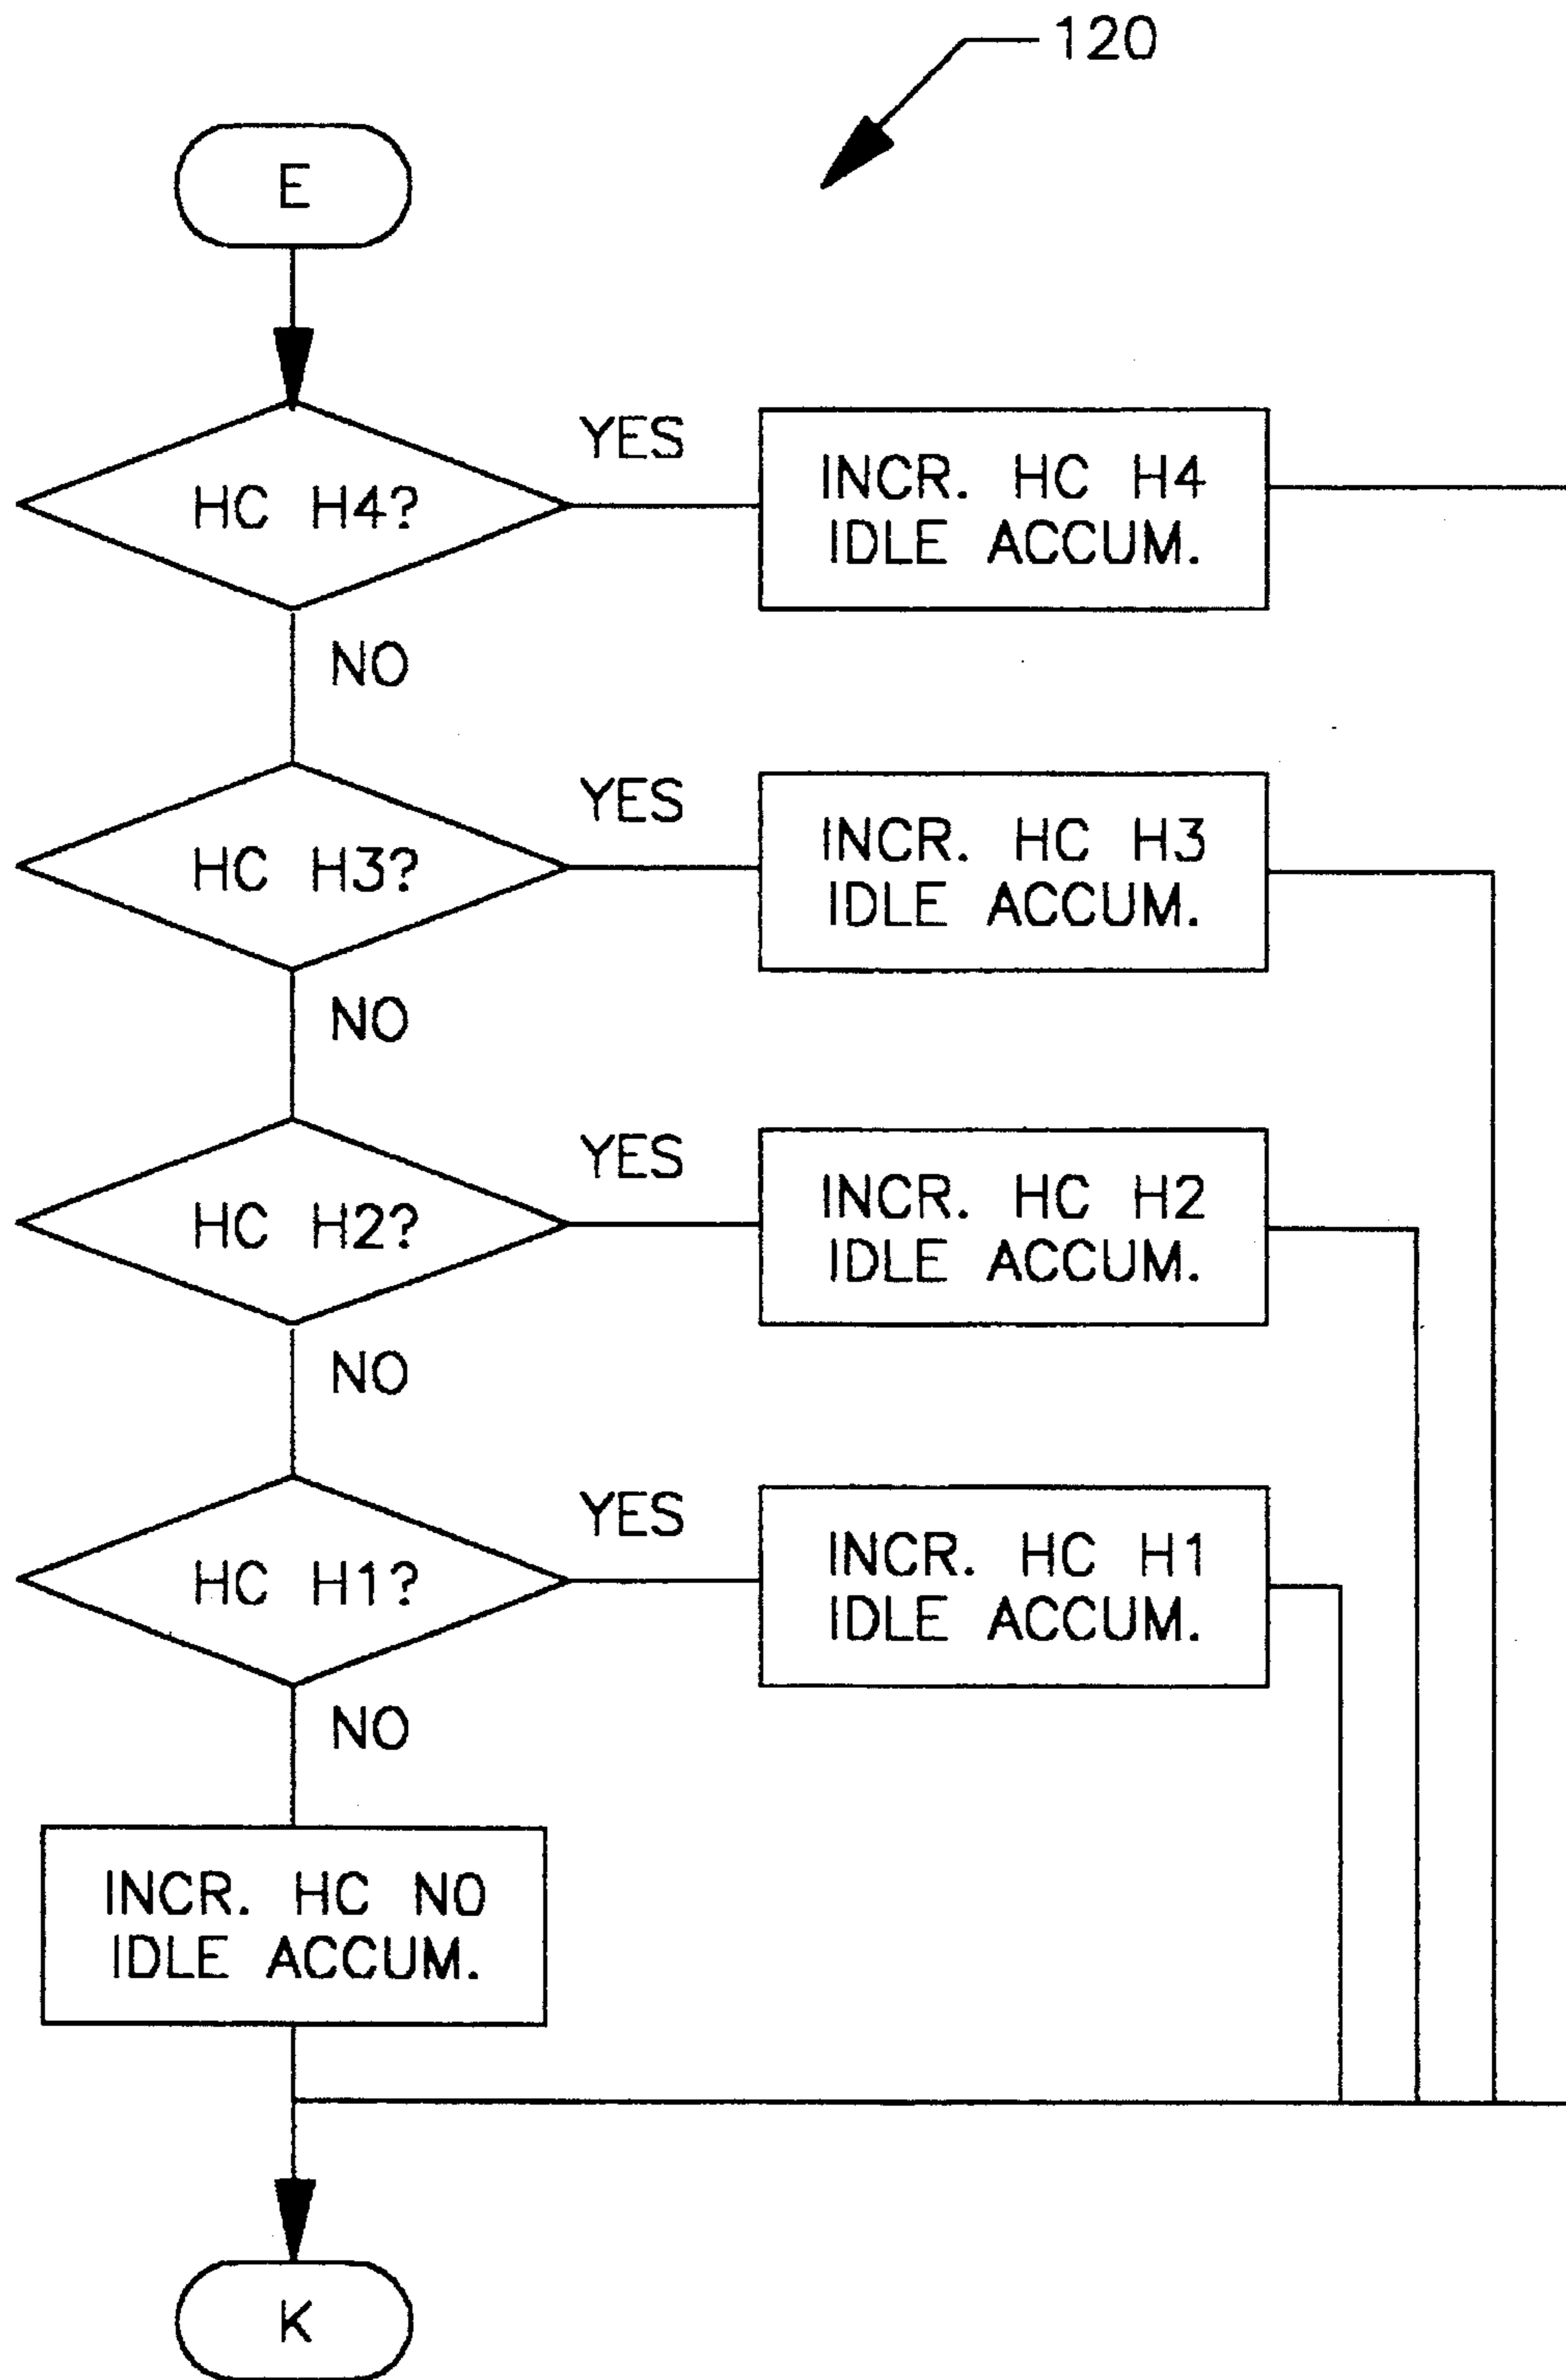 120
E
HC H4?
YES
INCR. HC H4
IDLE ACCUM.
NO
HC H3?
YES
INCR. HC H3
IDLE ACCUM.
NO
HC H2?
YES
INCR. HC H2
IDLE ACCUM.
NO
HC H1?
YES
INCR. HC H1
IDLE ACCUM.
NO
INCR. HC NO
IDLE ACCUM.
K